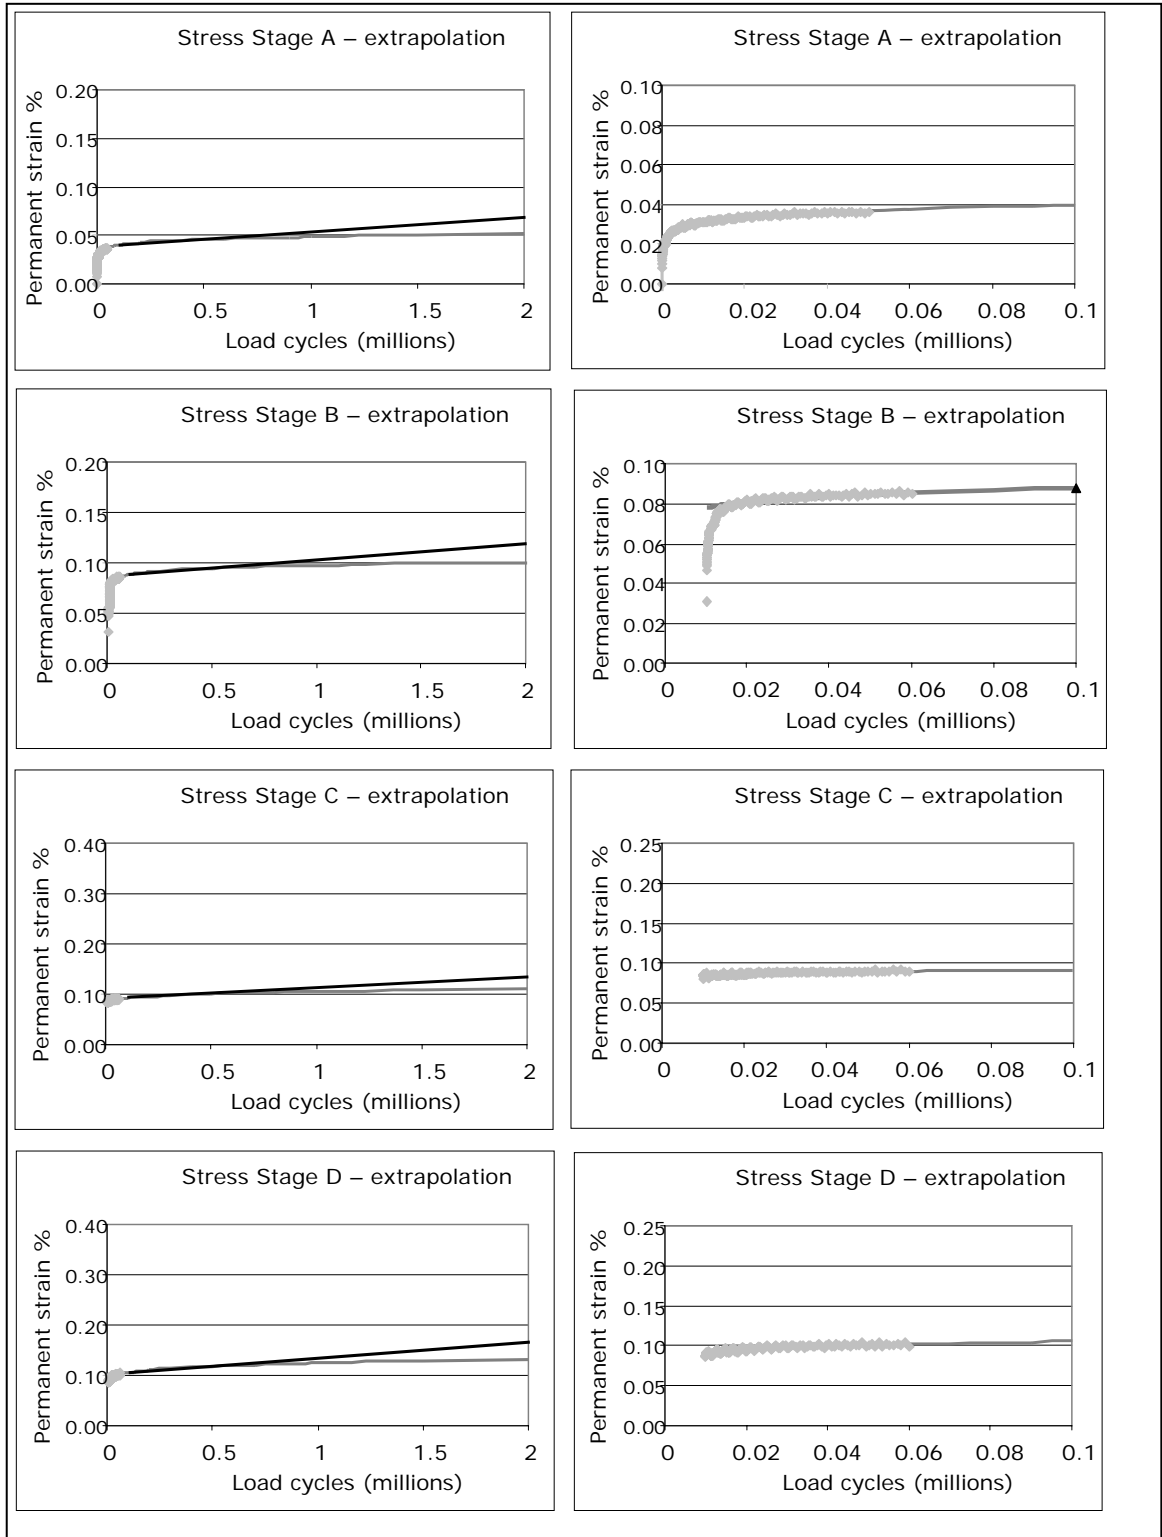 Stress Stage A – extrapolation
Permanent strain %
0.20
0.15
0.10
0.05
0.00
0 0.5 1 1.5 2
Load cycles (millions)
Stress Stage A – extrapolation
Permanent strain %
0.10
0.08
0.06
0.04
0.02
0.00
0 0.02 0.04 0.06 0.08 0.1
Load cycles (millions)
Stress Stage B – extrapolation
Permanent strain %
0.20
0.15
0.10
0.05
0.00
0 0.5 1 1.5 2
Load cycles (millions)
Stress Stage B – extrapolation
Permanent strain %
0.10
0.08
0.06
0.04
0.02
0.00
0 0.02 0.04 0.06 0.08 0.1
Load cycles (millions)
Stress Stage C – extrapolation
Permanent strain %
0.40
0.30
0.20
0.10
0.00
0 0.5 1 1.5 2
Load cycles (millions)
Stress Stage C – extrapolation
Permanent strain %
0.25
0.20
0.15
0.10
0.05
0.00
0 0.02 0.04 0.06 0.08 0.1
Load cycles (millions)
Stress Stage D – extrapolation
Permanent strain %
0.40
0.30
0.20
0.10
0.00
0 0.5 1 1.5 2
Load cycles (millions)
Stress Stage D – extrapolation
Permanent strain %
0.25
0.20
0.15
0.10
0.05
0.00
0 0.02 0.04 0.06 0.08 0.1
Load cycles (millions)